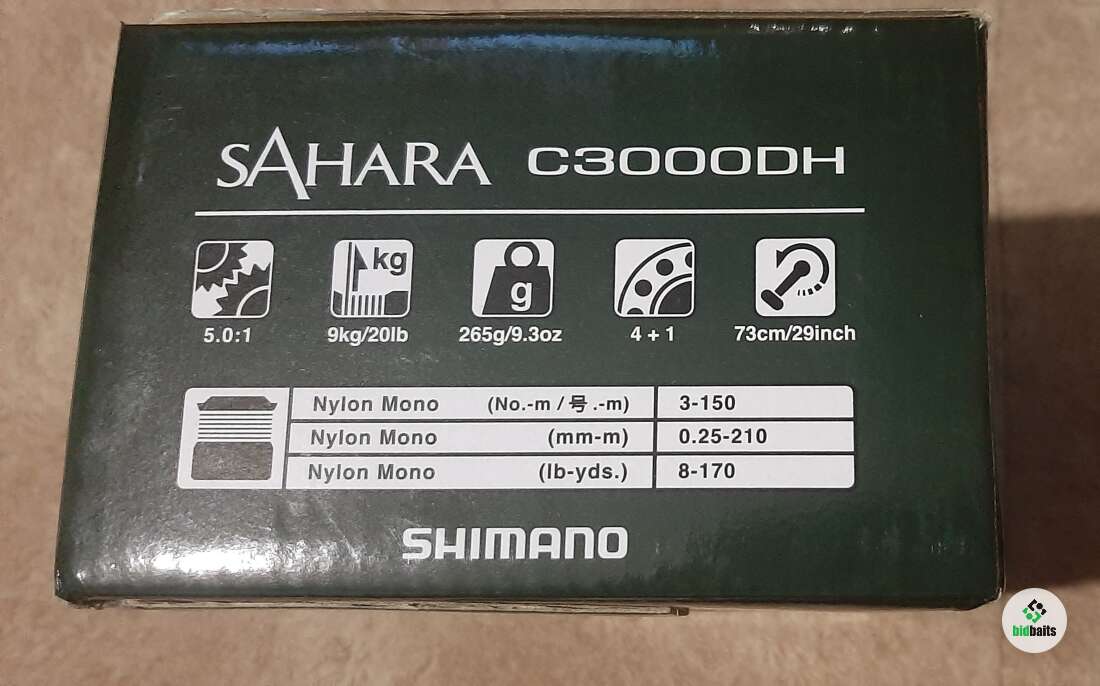 SAHARA C3000DH
kg
g
5.0:1 9kg/20lb 265g/9.3oz 4 + 1 73cm/29inch
Nylon Mono (No.-m / 号.-m) 3-150
Nylon Mono (mm-m) 0.25-210
Nylon Mono (lb-yds.) 8-170
SHIMANO
bidbaits